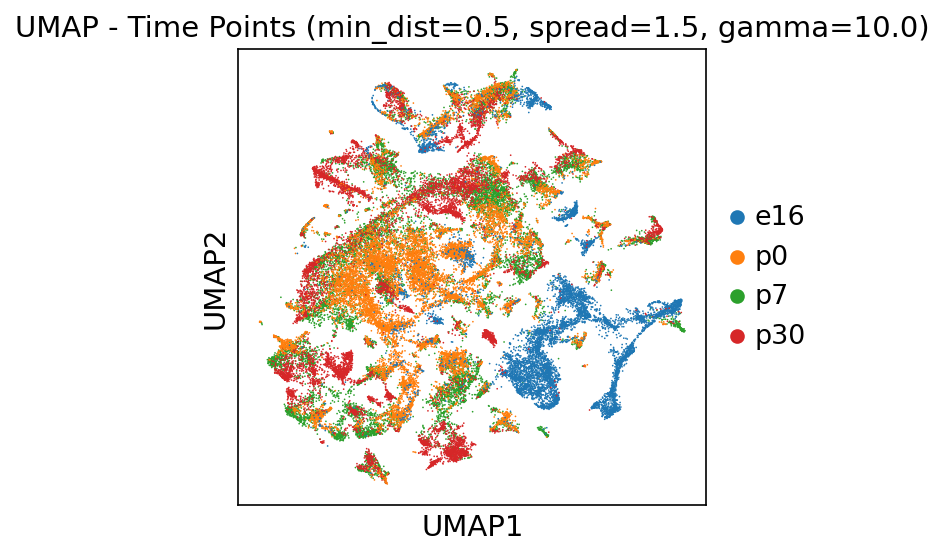 UMAP - Time Points (min_dist=0.5, spread=1.5, gamma=10.0)
UMAP2
e16
p0
p7
p30
UMAP1